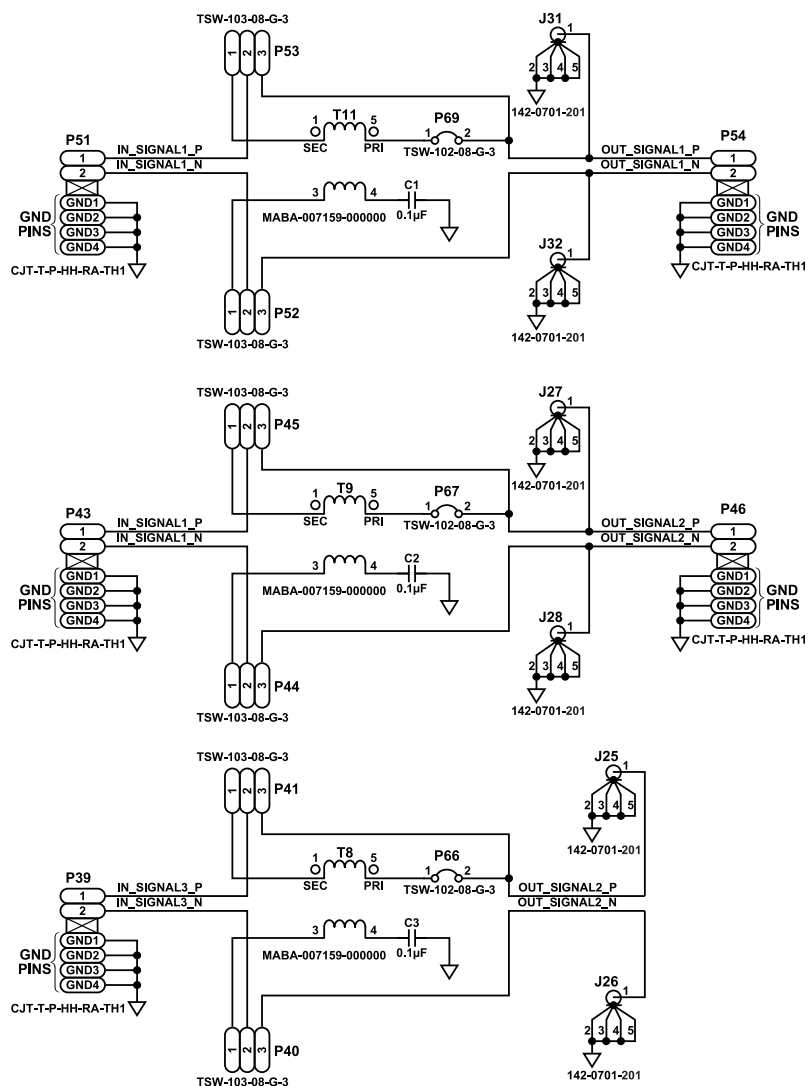 TSW-103-08-G-3
1 2 3 P53
J31
1
2 3 4 5
142-0701-201
T11
1 5
SEC PRI
P69
1 2
TSW-102-08-G-3
P51
IN_SIGNAL1_P
1
IN_SIGNAL1_N
2
GND1
GND2
GND3
GND4
GND
PINS
CJT-T-P-HH-RA-TH1
3 4
MABA-007159-000000
C1
0.1µF
OUT_SIGNAL1_P
OUT_SIGNAL1_N
P54
1
2
GND1
GND2
GND3
GND4
GND
PINS
CJT-T-P-HH-RA-TH1
J32
1
2 3 4 5
142-0701-201
1 2 3 P52
TSW-103-08-G-3
TSW-103-08-G-3
1 2 3 P45
J27
1
2 3 4 5
142-0701-201
T9
1 5
SEC PRI
P67
1 2
TSW-102-08-G-3
P43
IN_SIGNAL1_P
1
IN_SIGNAL1_N
2
GND1
GND2
GND3
GND4
GND
PINS
CJT-T-P-HH-RA-TH1
3 4
MABA-007159-000000
C2
0.1µF
OUT_SIGNAL2_P
OUT_SIGNAL2_N
P46
1
2
GND1
GND2
GND3
GND4
GND
PINS
CJT-T-P-HH-RA-TH1
J28
1
2 3 4 5
142-0701-201
1 2 3 P44
TSW-103-08-G-3
TSW-103-08-G-3
1 2 3 P41
J25
1
2 3 4 5
142-0701-201
T8
1 5
SEC PRI
P66
1 2
TSW-102-08-G-3
P39
IN_SIGNAL3_P
1
IN_SIGNAL3_N
2
GND1
GND2
GND3
GND4
GND
PINS
CJT-T-P-HH-RA-TH1
3 4
MABA-007159-000000
C3
0.1µF
OUT_SIGNAL2_P
OUT_SIGNAL2_N
J26
1
2 3 4 5
142-0701-201
1 2 3 P40
TSW-103-08-G-3